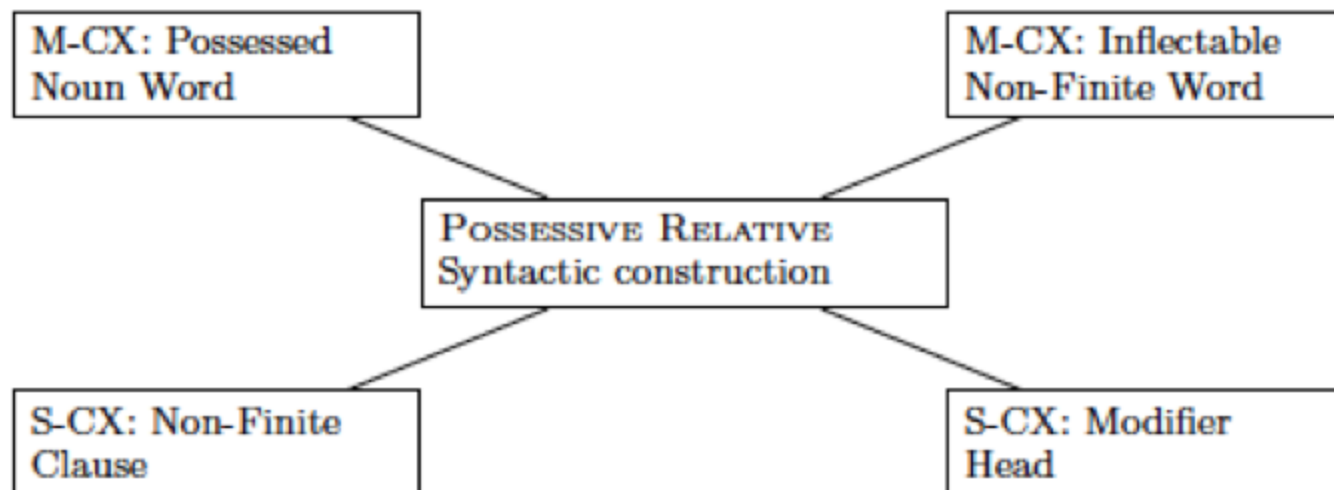 M-CX: Possessed
Noun Word
M-CX: Inflectable
Non-Finite Word
POSSESSIVE RELATIVE
Syntactic construction
S-CX: Non-Finite
Clause
S-CX: Modifier
Head